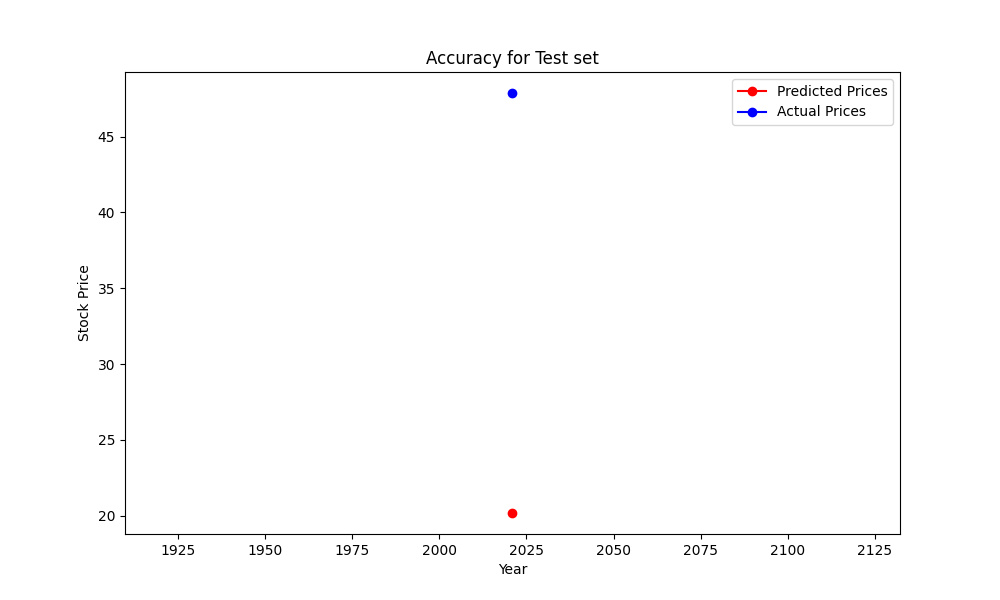 Accuracy for Test set
Predicted Prices
Actual Prices
45
40
35
30
25
20
Stock Price
1925 1950 1975 2000 2025 2050 2075 2100 2125
Year